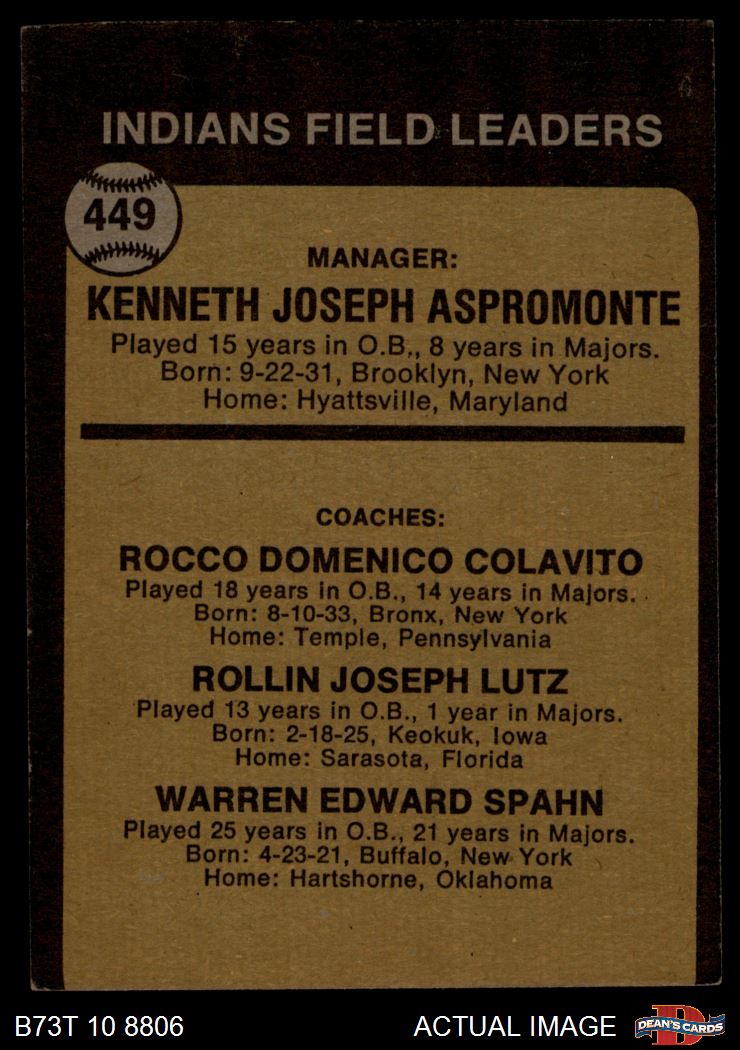 INDIANS FIELD LEADERS
449
MANAGER:
KENNETH JOSEPH ASPROMONTE
Played 15 years in O.B., 8 years in Majors.
Born: 9-22-31, Brooklyn, New York
Home: Hyattsville, Maryland
COACHES:
ROCCO DOMENICO COLAVITO
Played 18 years in O.B., 14 years in Majors.
Born: 8-10-33, Bronx, New York
Home: Temple, Pennsylvania
ROLLIN JOSEPH LUTZ
Played 13 years in O.B., 1 year in Majors.
Born: 2-18-25, Keokuk, Iowa
Home: Sarasota, Florida
WARREN EDWARD SPAHN
Played 25 years in O.B., 21 years in Majors.
Born: 4-23-21, Buffalo, New York
Home: Hartshorne, Oklahoma
B73T 10 8806
ACTUAL IMAGE
D
DEAN'S CARDS